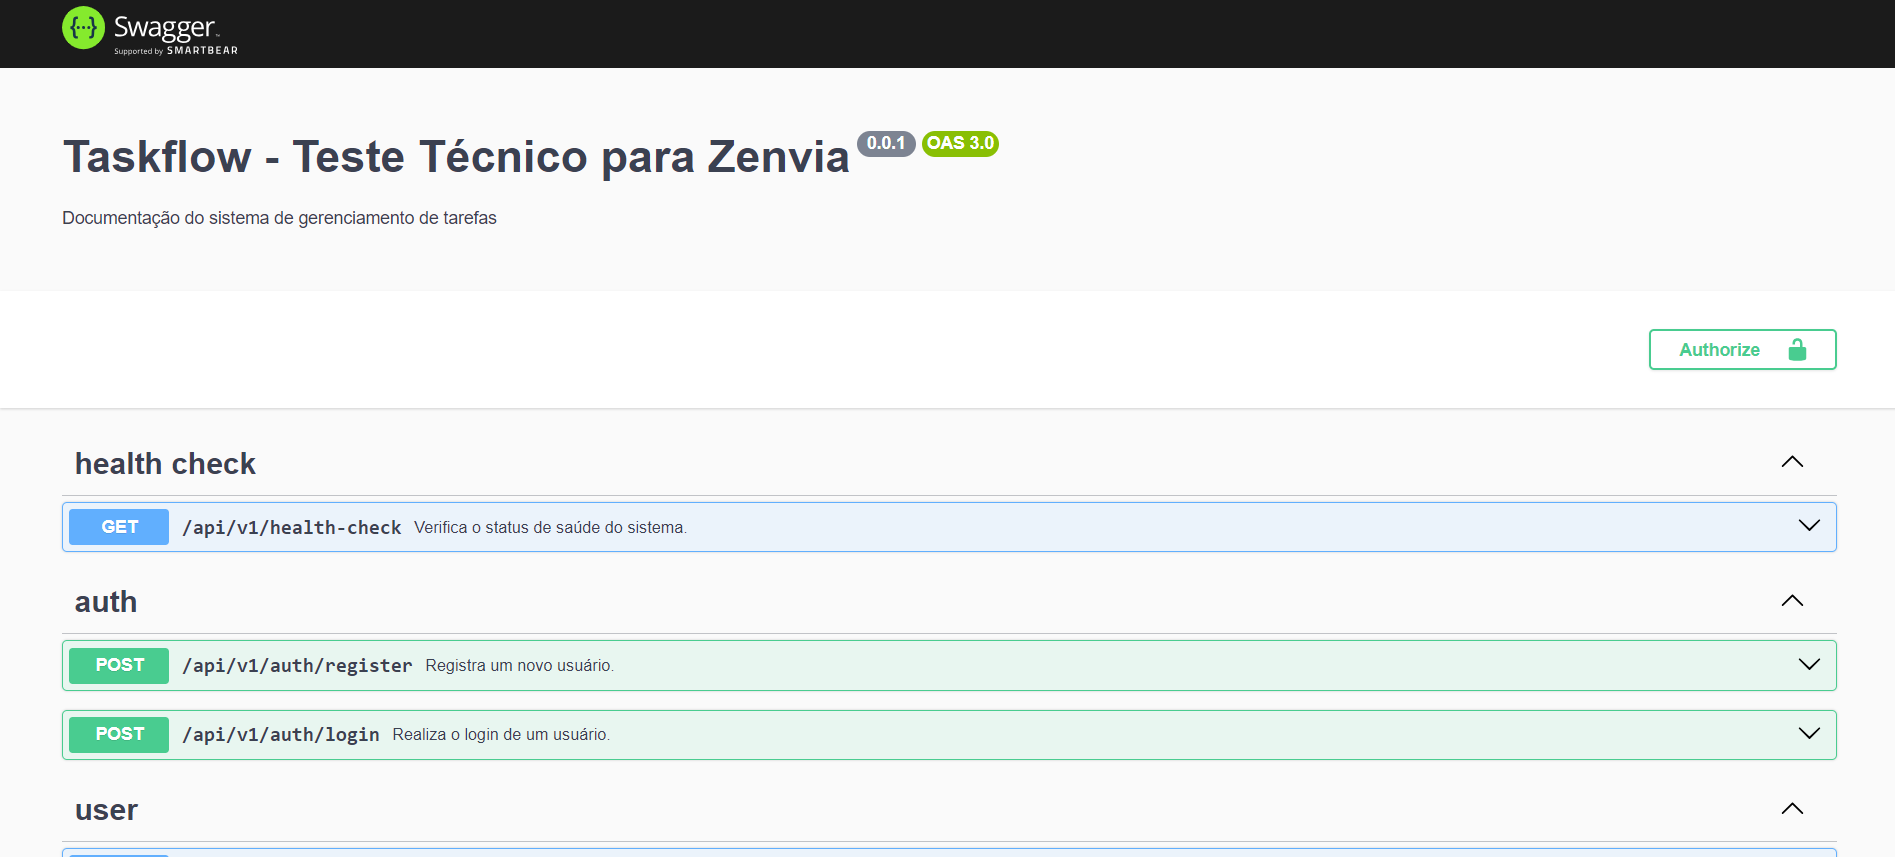 Swagger
Supported by SMARTBEAR
Taskflow - Teste Técnico para Zenvia 0.0.1 OAS 3.0
Documentação do sistema de gerenciamento de tarefas
Authorize
health check
GET /api/v1/health-check Verifica o status de saúde do sistema.
auth
POST /api/v1/auth/register Registra um novo usuário.
POST /api/v1/auth/login Realiza o login de um usuário.
user